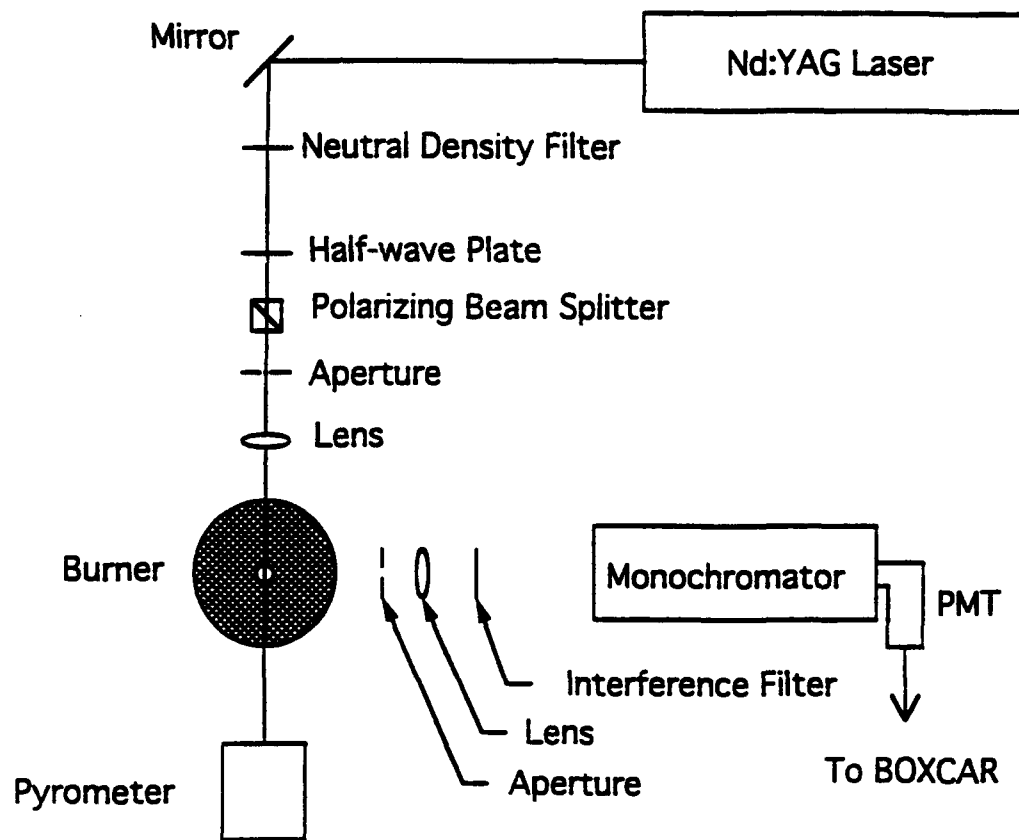 Mirror
Nd:YAG Laser
Neutral Density Filter
Half-wave Plate
Polarizing Beam Splitter
Aperture
Lens
Burner
Monochromator
PMT
Interference Filter
Lens
Aperture
To BOXCAR
Pyrometer